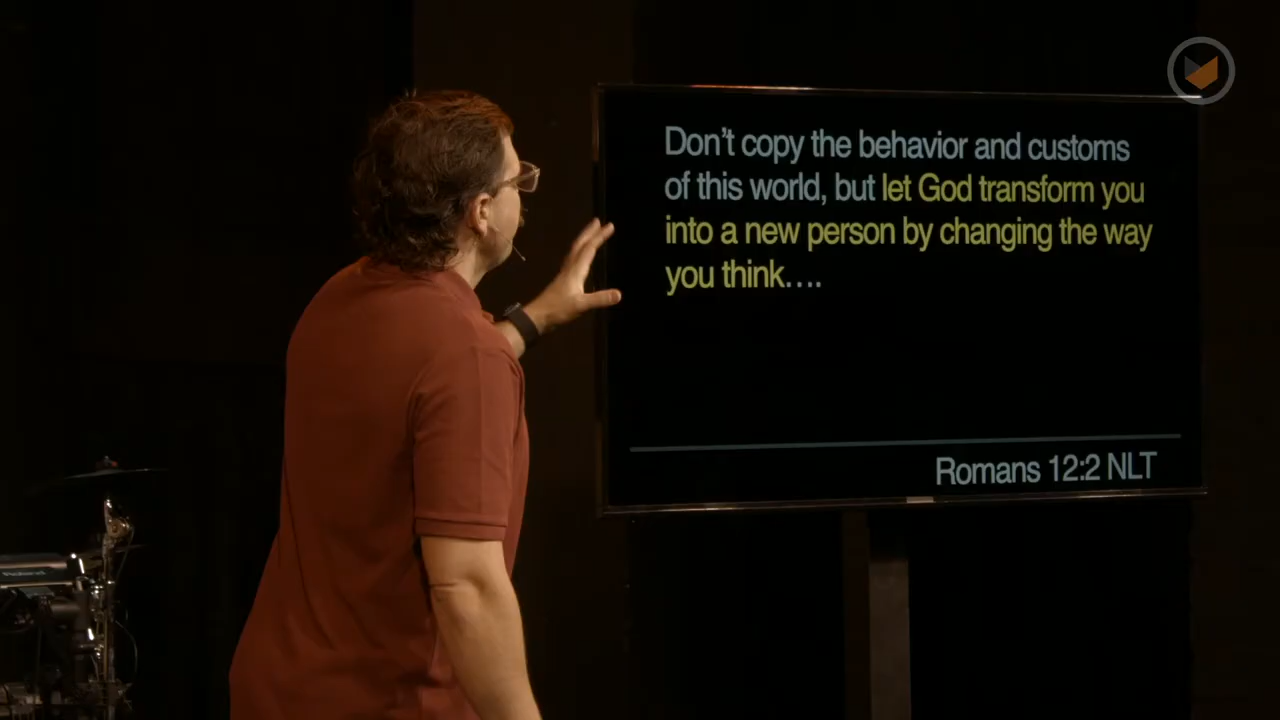 Don't copy the behavior and customs
of this world, but let God transform you
into a new person by changing the way
you think....
Romans 12:2 NLT
Roland